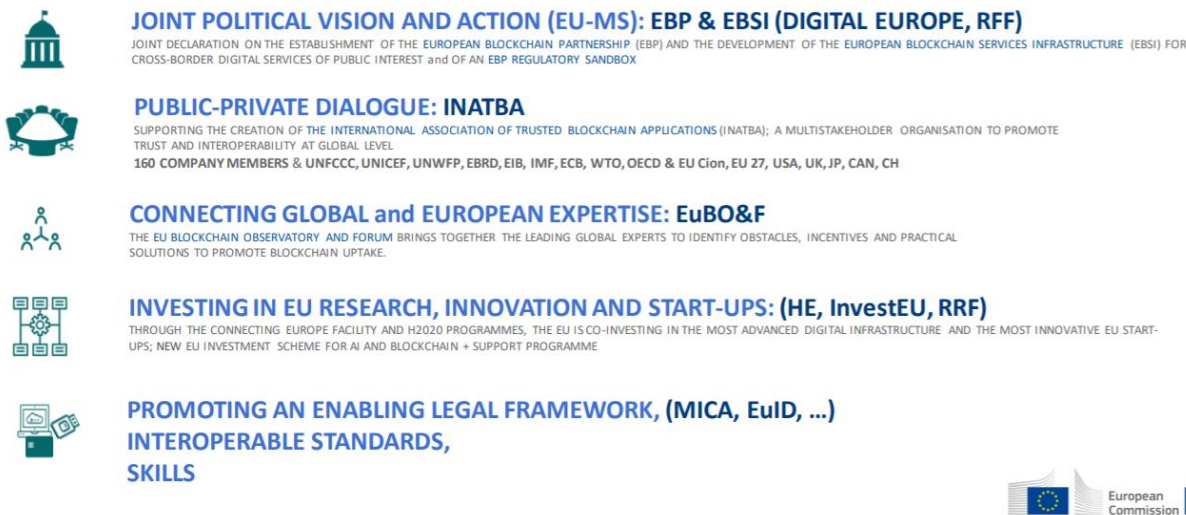 JOINT POLITICAL VISION AND ACTION (EU-MS): EBP & EBSI (DIGITAL EUROPE, RFF)
JOINT DECLARATION ON THE ESTABLISHMENT OF THE EUROPEAN BLOCKCHAIN PARTNERSHIP (EBP) AND THE DEVELOPMENT OF THE EUROPEAN BLOCKCHAIN SERVICES INFRASTRUCTURE (EBSI) FOR
CROSS-BORDER DIGITAL SERVICES OF PUBLIC INTEREST and OF AN EBP REGULATORY SANDBOX
PUBLIC-PRIVATE DIALOGUE: INATBA
SUPPORTING THE CREATION OF THE INTERNATIONAL ASSOCIATION OF TRUSTED BLOCKCHAIN APPLICATIONS (INATBA); A MULTISTAKEHOLDER ORGANISATION TO PROMOTE
TRUST AND INTEROPERABILITY AT GLOBAL LEVEL
160 COMPANY MEMBERS & UNFCCC, UNICEF, UNWFP, EBRD, EIB, IMF, ECB, WTO, OECD & EU Cion, EU 27, USA, UK, JP, CAN, CH
CONNECTING GLOBAL and EUROPEAN EXPERTISE: EuBO&F
THE EU BLOCKCHAIN OBSERVATORY AND FORUM BRINGS TOGETHER THE LEADING GLOBAL EXPERTS TO IDENTIFY OBSTACLES, INCENTIVES AND PRACTICAL
SOLUTIONS TO PROMOTE BLOCKCHAIN UPTAKE.
INVESTING IN EU RESEARCH, INNOVATION AND START-UPS: (HE, InvestEU, RRF)
THROUGH THE CONNECTING EUROPE FACILITY AND H2020 PROGRAMMES, THE EU IS CO-INVESTING IN THE MOST ADVANCED DIGITAL INFRASTRUCTURE AND THE MOST INNOVATIVE EU START-
UPS; NEW EU INVESTMENT SCHEME FOR AI AND BLOCKCHAIN + SUPPORT PROGRAMME
PROMOTING AN ENABLING LEGAL FRAMEWORK, (MICA, EuID, ...)
INTEROPERABLE STANDARDS,
SKILLS
European
Commission